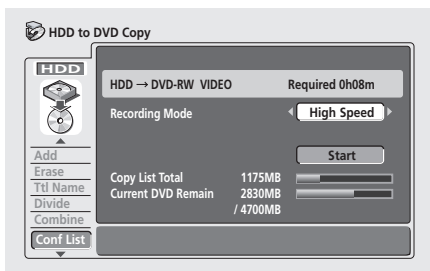 HDD to DVD Copy
HDD
HDD → DVD-RW VIDEO Required 0h08m
Recording Mode High Speed
Start
Copy List Total 1175MB
Current DVD Remain 2830MB
/ 4700MB
Add
Erase
Ttl Name
Divide
Combine
Conf List